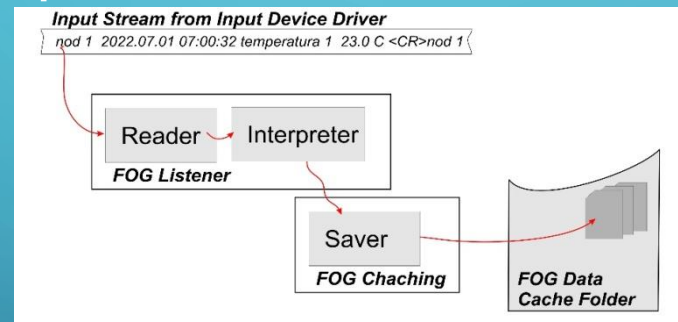 Input Stream from Input Device Driver
nod 1 2022.07.01 07:00:32 temperatura 1 23.0 C <CR>nod 1
Reader
Interpreter
FOG Listener
Saver
FOG Chaching
FOG Data
Cache Folder